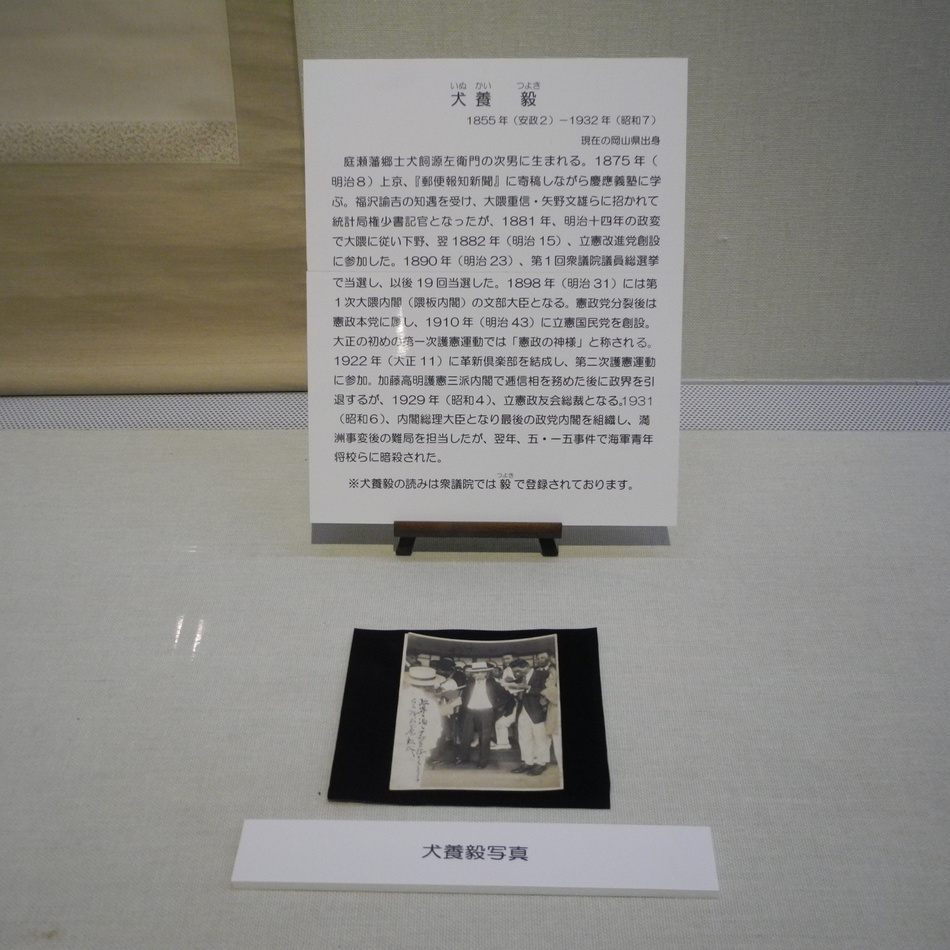 いぬ かい つよき
犬養 毅
1855年（安政2）－1932年（昭和7）
現在の岡山県出身
庭瀬藩郷士犬飼源左衛門の次男に生まれる。1875年（
明治8）上京、『郵便報知新聞』に寄稿しながら慶應義塾に学
ぶ。福沢諭吉の知遇を受け、大隈重信・矢野文雄らに招かれて
統計局権少書記官となったが、1881年、明治十四年の政変
で大隈に従い下野、翌1882年（明治15）、立憲改進党創設
に参加した。1890年（明治23）、第1回衆議院議員総選挙
で当選し、以後19回当選した。1898年（明治31）には第
1次大隈内閣（隈板内閣）の文部大臣となる。憲政党分裂後は
憲政本党に属し、1910年（明治43）に立憲国民党を創設。
大正の初めの第一次護憲運動では「憲政の神様」と称される。
1922年（大正11）に革新倶楽部を結成し、第二次護憲運動
に参加。加藤高明護憲三派内閣で逓信相を務めた後に政界を引
退するが、1929年（昭和4）、立憲政友会総裁となる。1931
（昭和6）、内閣総理大臣となり最後の政党内閣を組織し、満
洲事変後の難局を担当したが、翌年、五・一五事件で海軍青年
将校らに暗殺された。
つよき
※犬養毅の読みは衆議院では毅で登録されております。
犬養毅写真